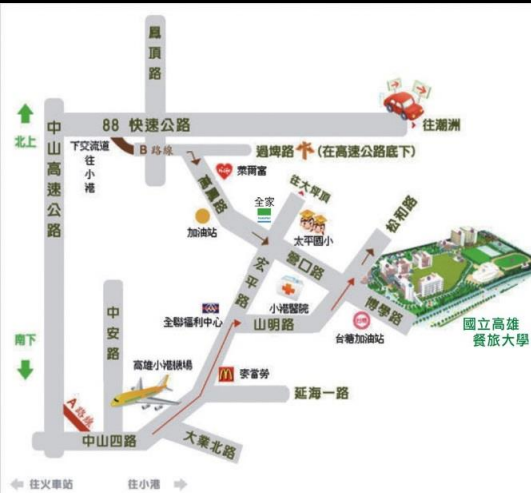 鳳頂路
北上
中山高速公路
88 快速公路
往潮洲
下交流道
往小港
B 路線
過埤路
(在高速公路底下)
萊爾富
高鳳路
往大坪頂
全家
松和路
加油站
太平國小
營口路
宏平路
小港醫院
博學路
中安路
全聯福利中心
山明路
台糖加油站
國立高雄
餐旅大學
南下
高雄小港機場
麥當勞
延海一路
A 路線
中山四路
大業北路
往火車站
往小港